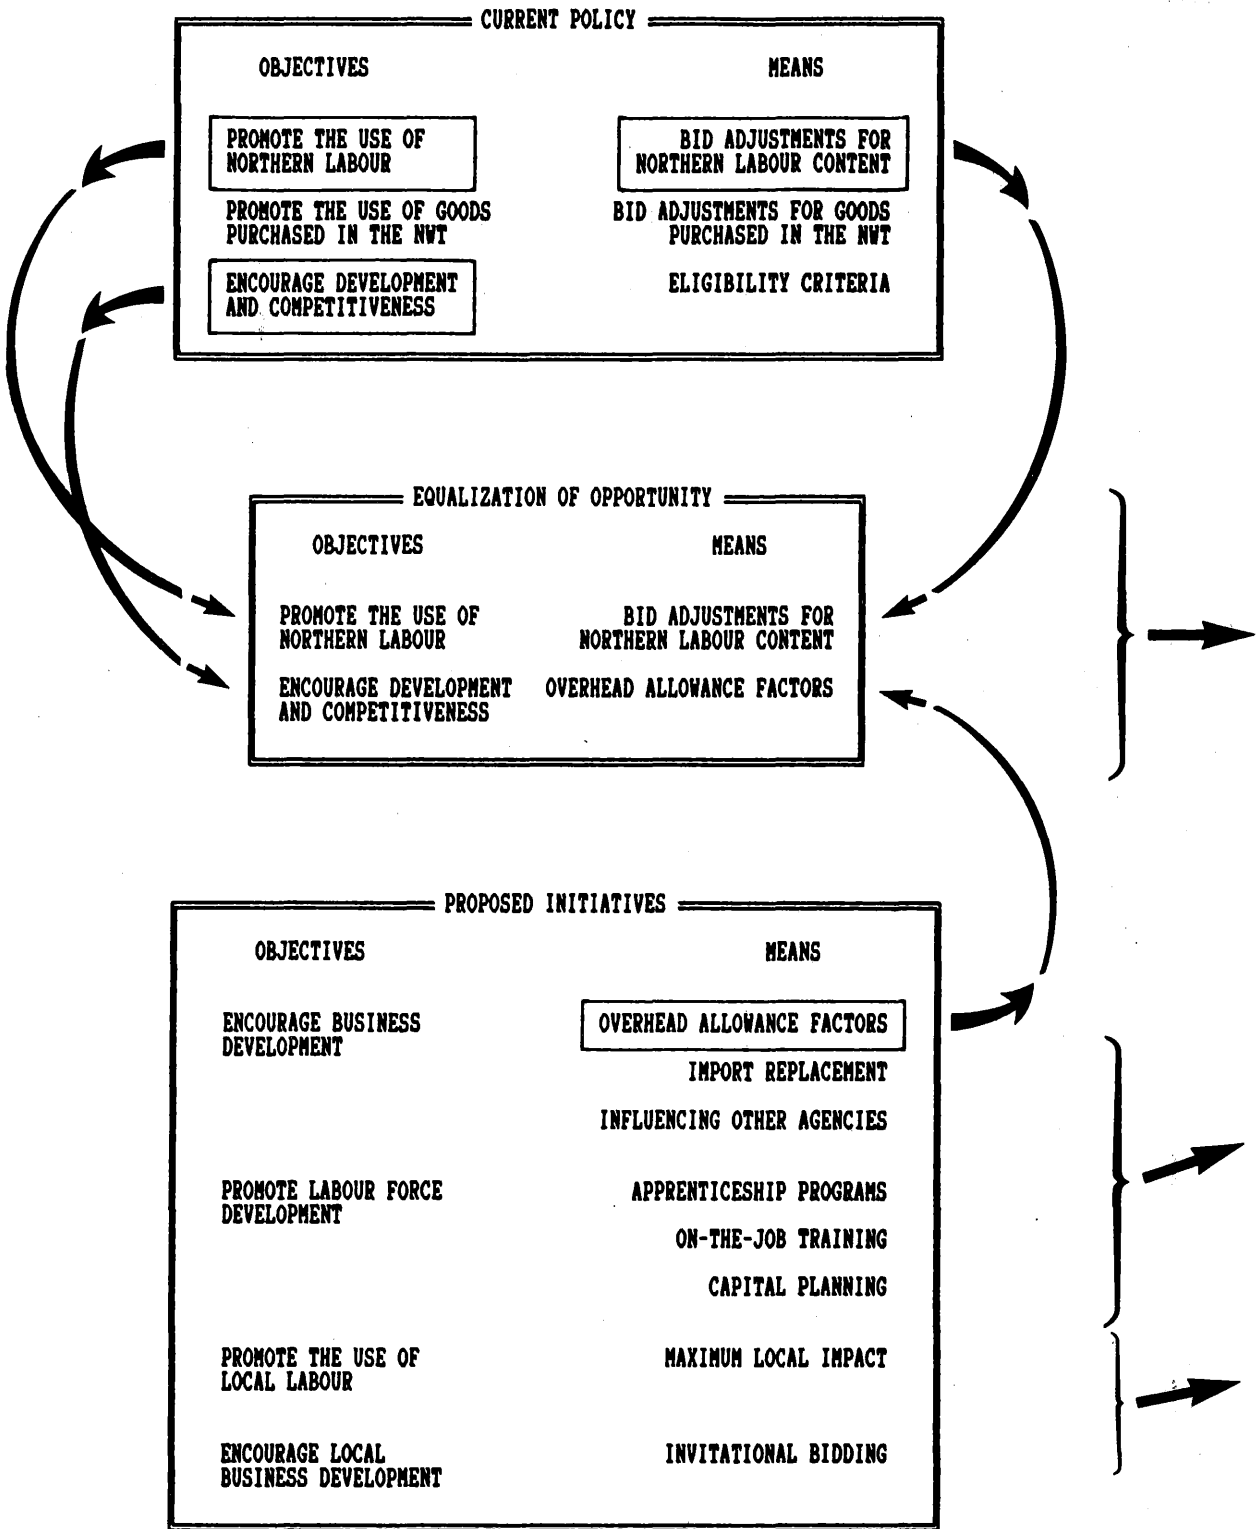 CURRENT POLICY
OBJECTIVES MEANS
PROMOTE THE USE OF
NORTHERN LABOUR
BID ADJUSTMENTS FOR
NORTHERN LABOUR CONTENT
PROMOTE THE USE OF GOODS
PURCHASED IN THE NWT
BID ADJUSTMENTS FOR GOODS
PURCHASED IN THE NWT
ENCOURAGE DEVELOPMENT
AND COMPETITIVENESS
ELIGIBILITY CRITERIA
EQUALIZATION OF OPPORTUNITY
OBJECTIVES MEANS
PROMOTE THE USE OF
NORTHERN LABOUR
BID ADJUSTMENTS FOR
NORTHERN LABOUR CONTENT
ENCOURAGE DEVELOPMENT
AND COMPETITIVENESS
OVERHEAD ALLOWANCE FACTORS
PROPOSED INITIATIVES
OBJECTIVES MEANS
ENCOURAGE BUSINESS
DEVELOPMENT
OVERHEAD ALLOWANCE FACTORS
IMPORT REPLACEMENT
INFLUENCING OTHER AGENCIES
PROMOTE LABOUR FORCE
DEVELOPMENT
APPRENTICESHIP PROGRAMS
ON-THE-JOB TRAINING
CAPITAL PLANNING
PROMOTE THE USE OF
LOCAL LABOUR
MAXIMUM LOCAL IMPACT
ENCOURAGE LOCAL
BUSINESS DEVELOPMENT
INVITATIONAL BIDDING